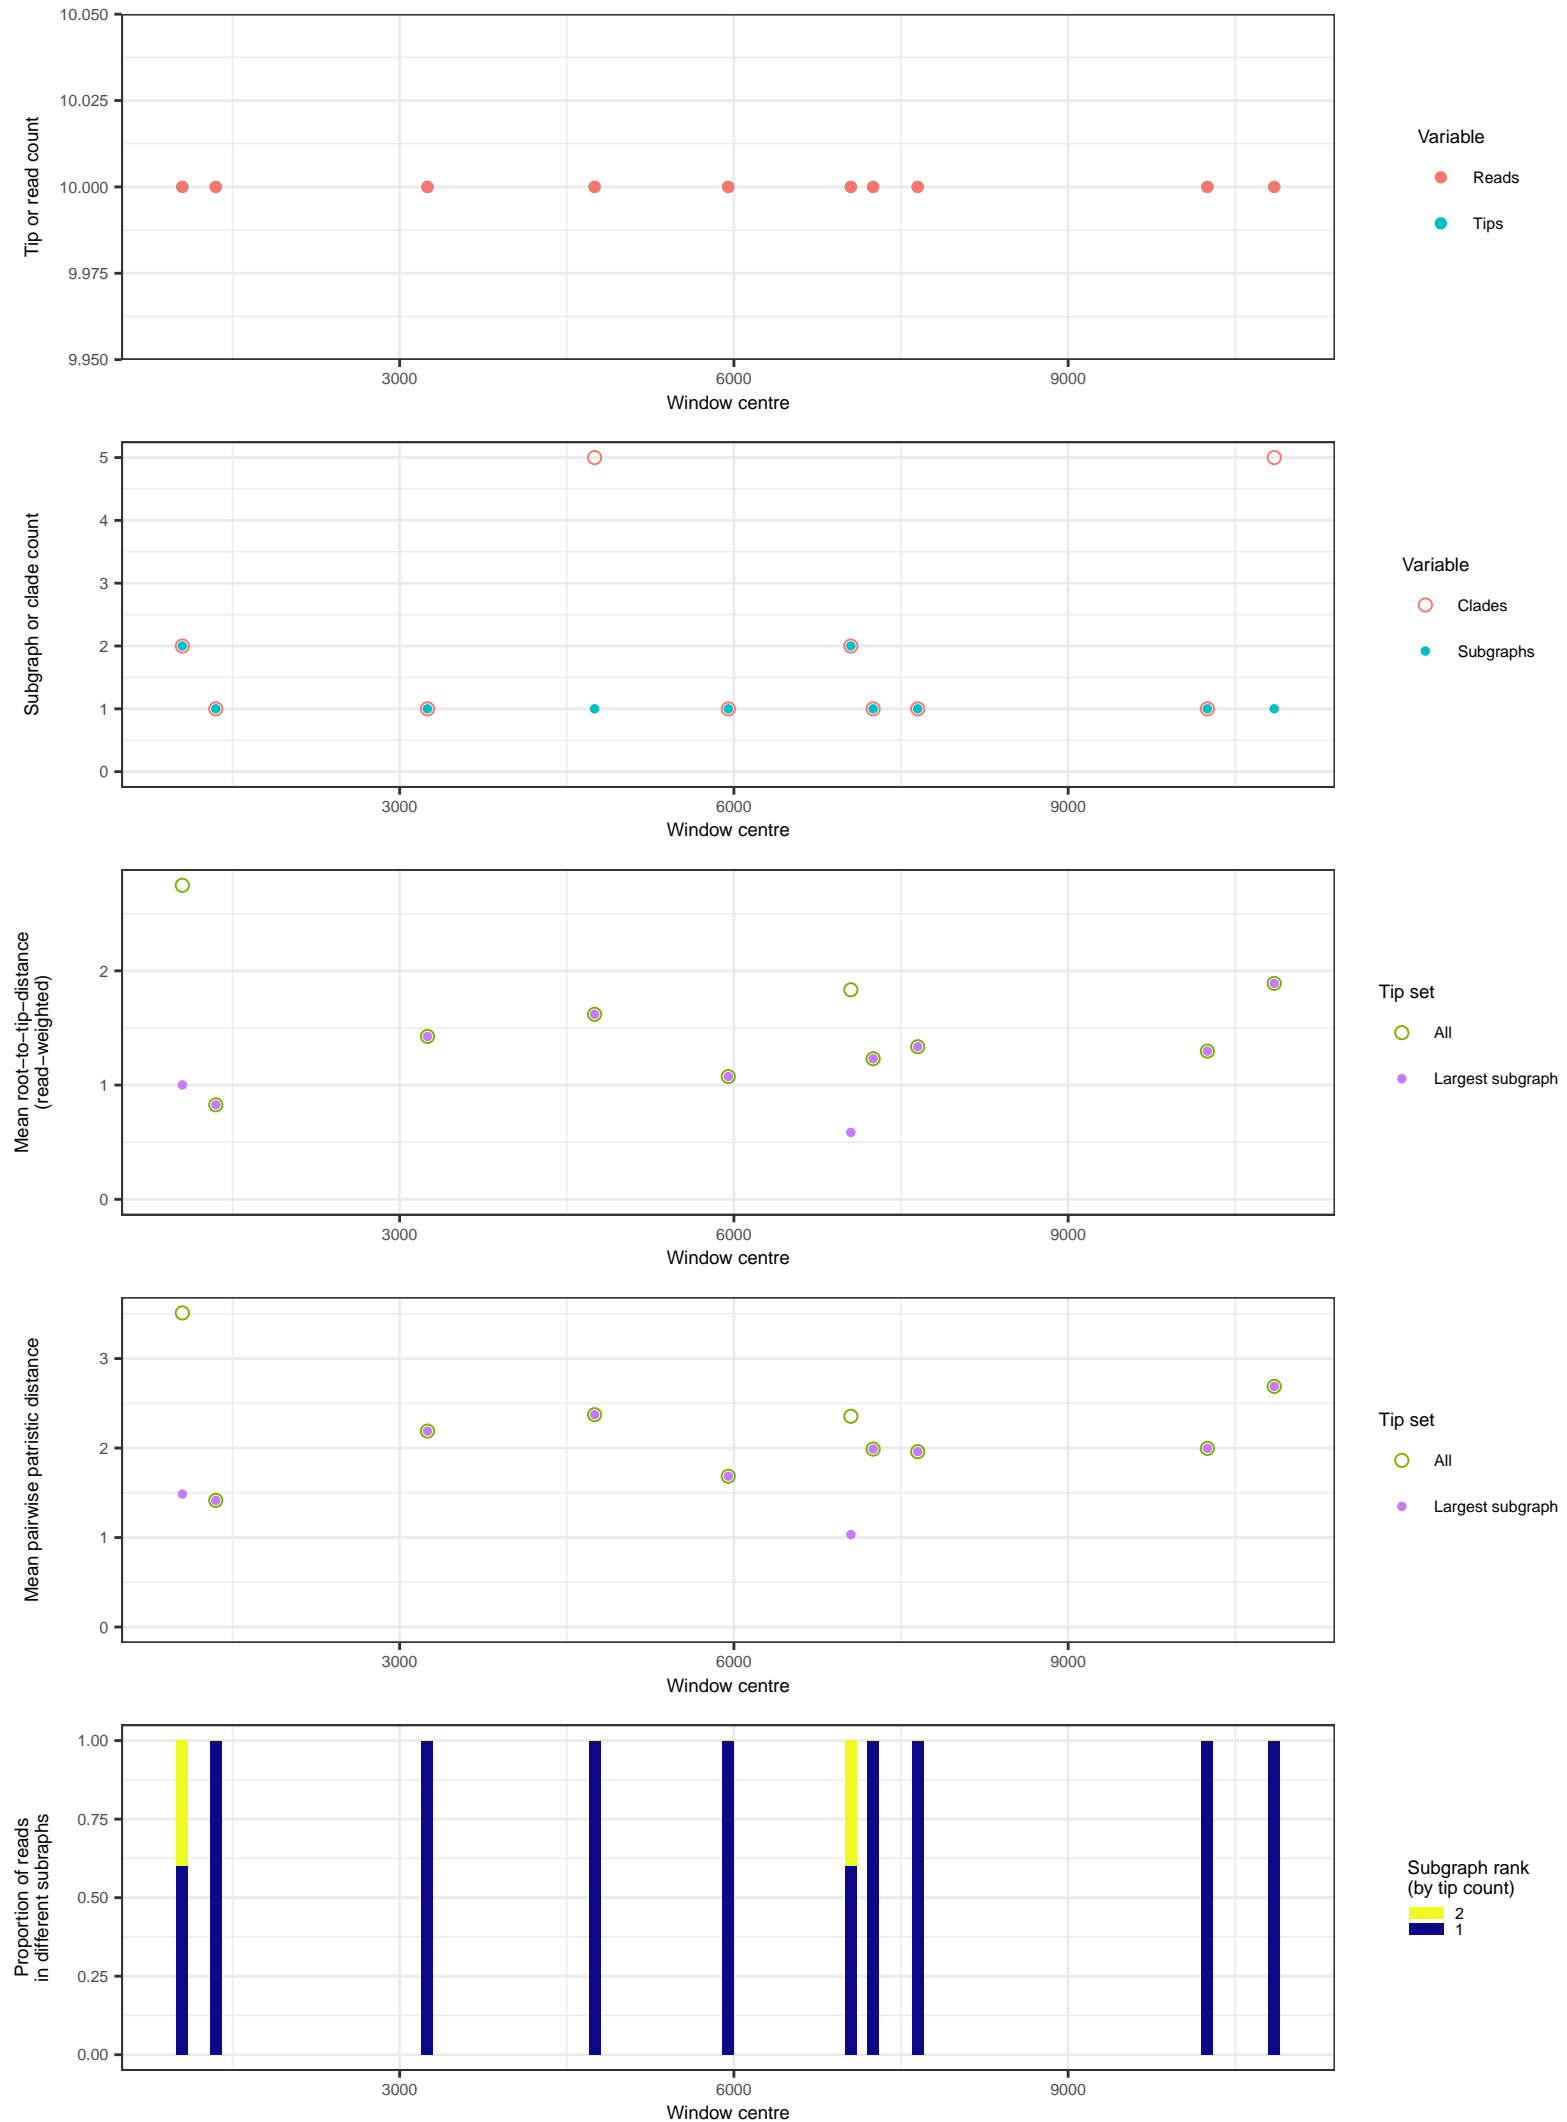 10.050
10.025
10.000
9.975
9.950
Tip or read count
3000
6000
9000
Window centre
Variable
Reads
Tips
5
4
3
2
1
0
Subgraph or clade count
3000
6000
9000
Window centre
Variable
Clades
Subgraphs
2
1
0
Mean root−to−tip−distance
(read−weighted)
3000
6000
9000
Window centre
Tip set
All
Largest subgraph
3
2
1
0
Mean pairwise patristic distance
3000
6000
9000
Window centre
Tip set
All
Largest subgraph
1.00
0.75
0.50
0.25
0.00
Proportion of reads
in different subraphs
3000
6000
9000
Window centre
Subgraph rank
(by tip count)
2
1